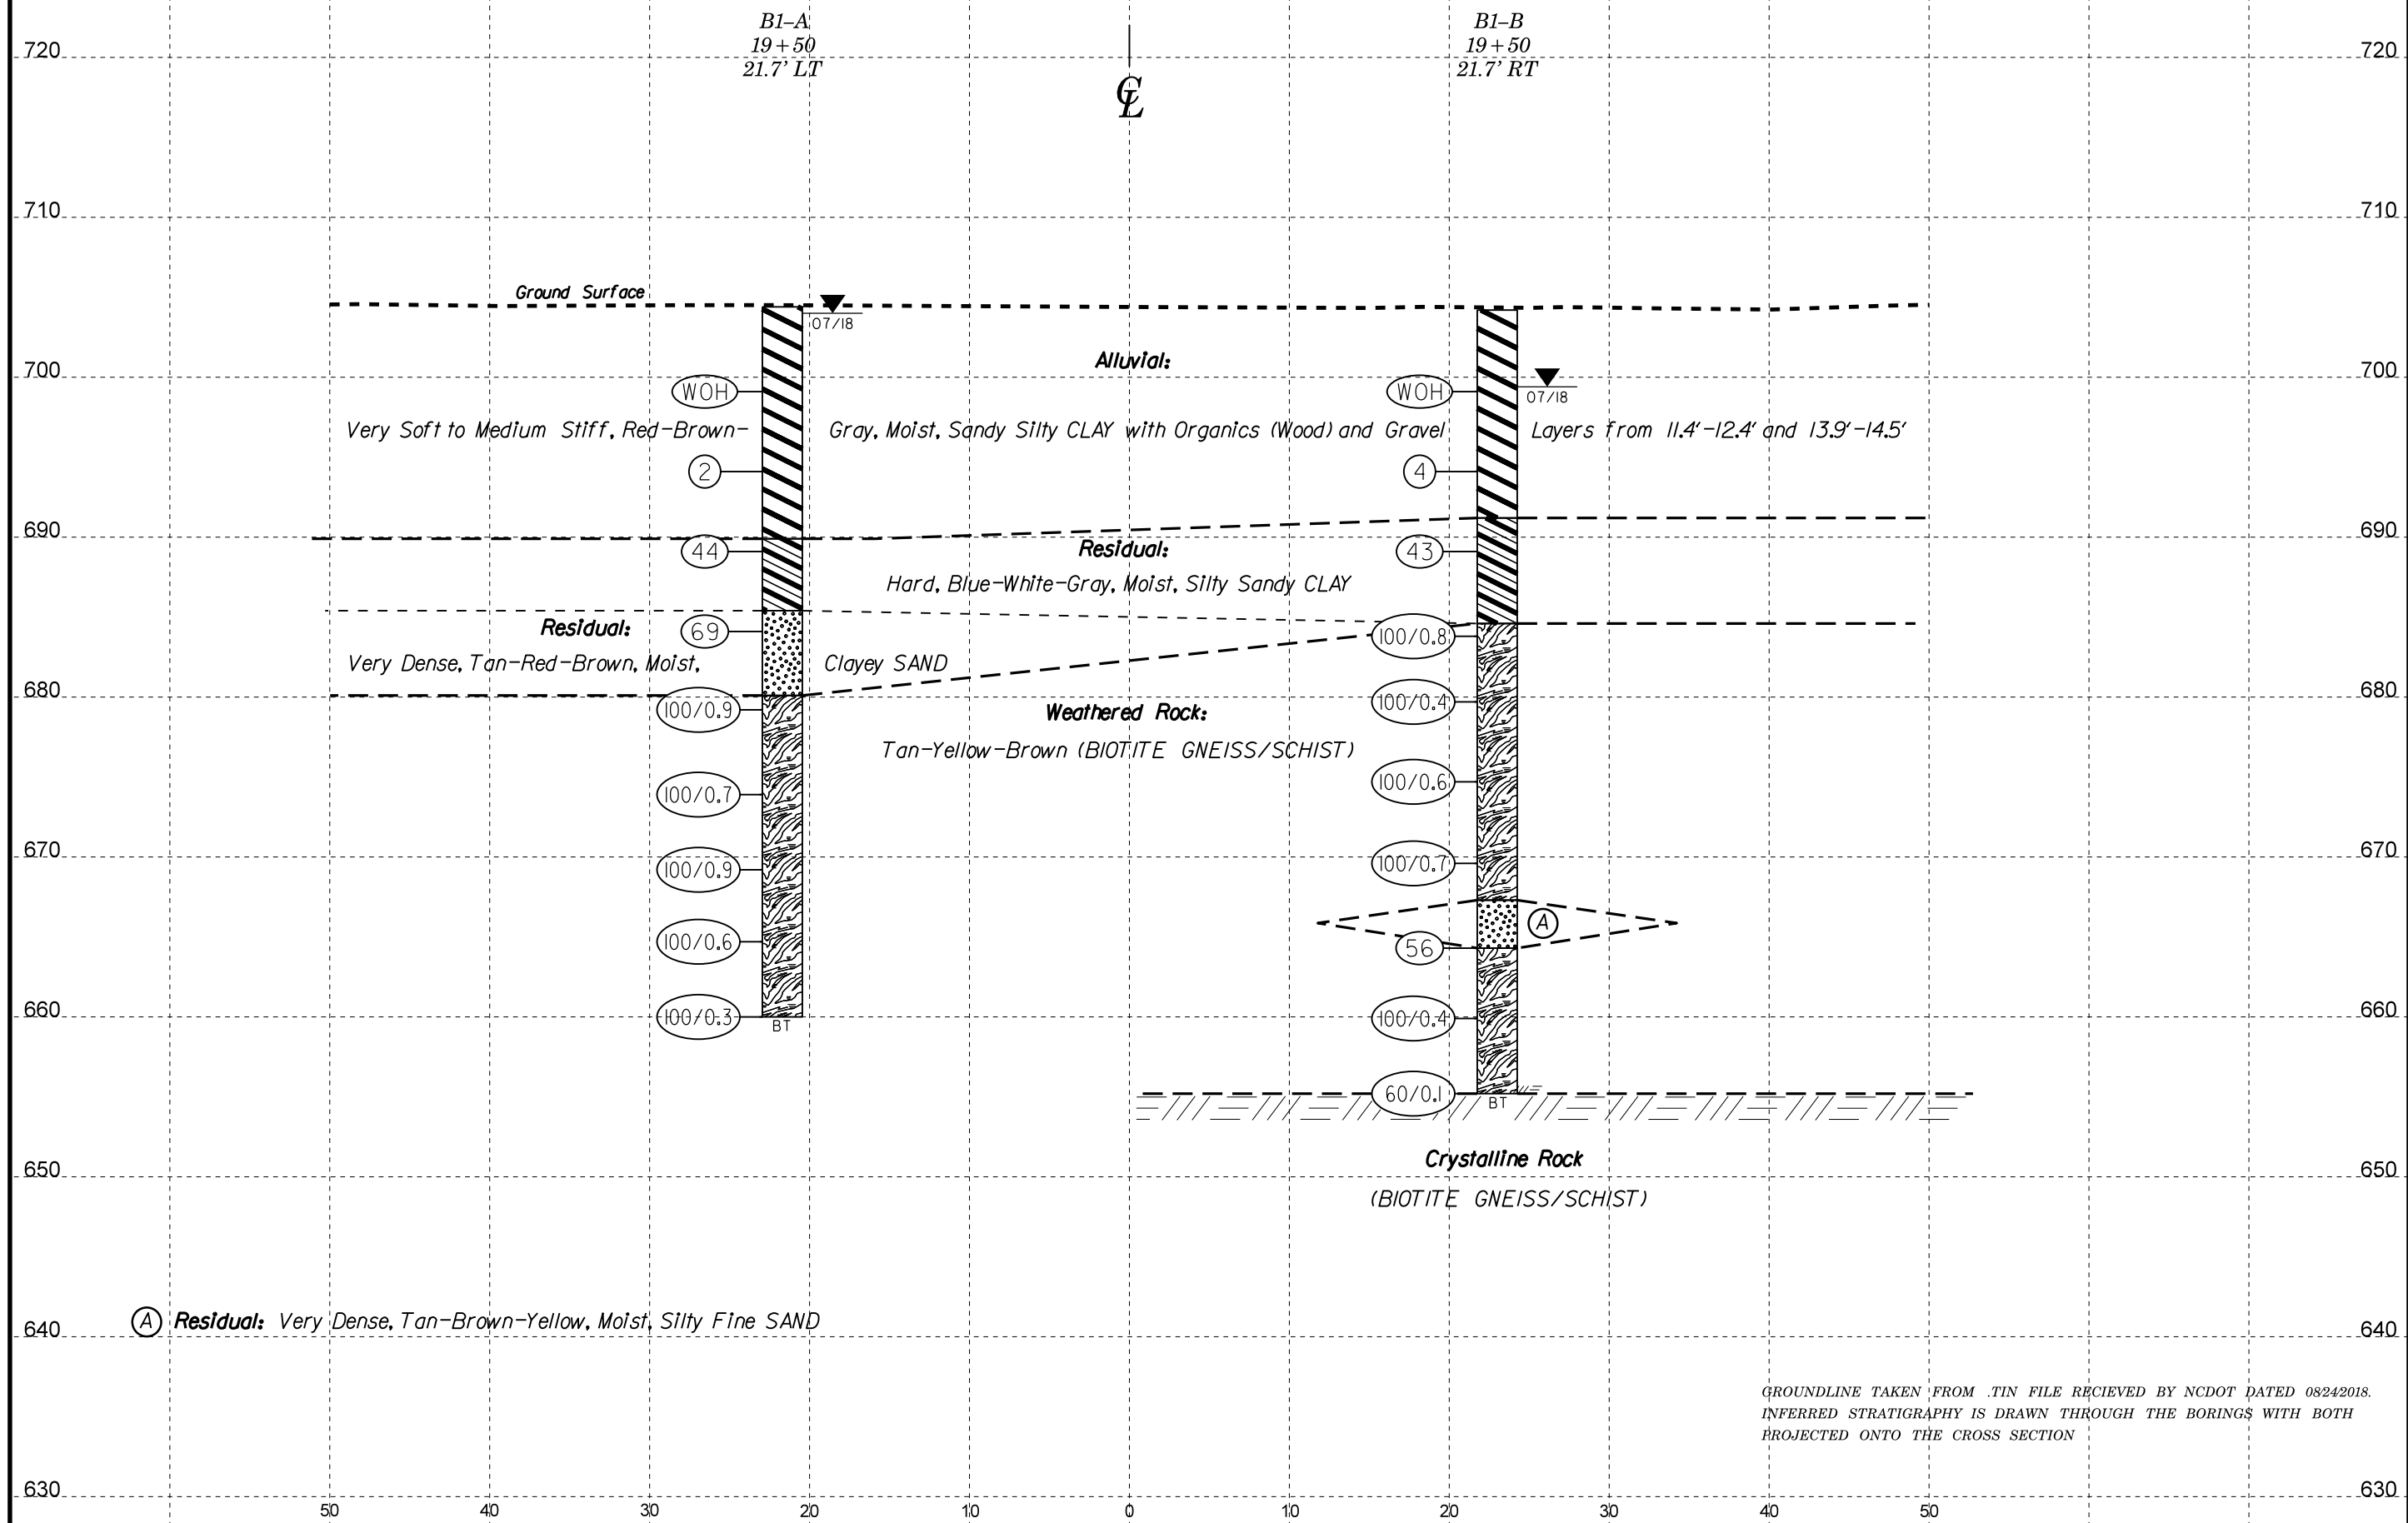 B1–A
19+50
21.7' LT
B1–B
19+50
21.7' RT
CL
720 720
710 710
Ground Surface
07/18
Alluvial:
700 700
WOH WOH
07/18
Very Soft to Medium Stiff, Red-Brown- Gray, Moist, Sandy Silty CLAY with Organics (Wood) and Gravel Layers from 11.4'-12.4' and 13.9'-14.5'
2 4
690 690
44 Residual: 43
Hard, Blue-White-Gray, Moist, Silty Sandy CLAY
Residual: 69 100/0.8
Very Dense, Tan-Red-Brown, Moist, Clayey SAND
680 680
100/0.9 Weathered Rock: 100/0.4
Tan-Yellow-Brown (BIOTITE GNEISS/SCHIST)
100/0.7 100/0.6
670 670
100/0.9 100/0.7
A
100/0.6 56
660 660
100/0.3 100/0.4
BT
60/0.1
BT
Crystalline Rock
650 650
(BIOTITE GNEISS/SCHIST)
A Residual: Very Dense, Tan-Brown-Yellow, Moist, Silty Fine SAND
640 640
GROUNDLINE TAKEN FROM .TIN FILE RECIEVED BY NCDOT DATED 08/24/2018.
INFERRED STRATIGRAPHY IS DRAWN THROUGH THE BORINGS WITH BOTH
PROJECTED ONTO THE CROSS SECTION
630 630
50 40 30 20 10 0 10 20 30 40 50